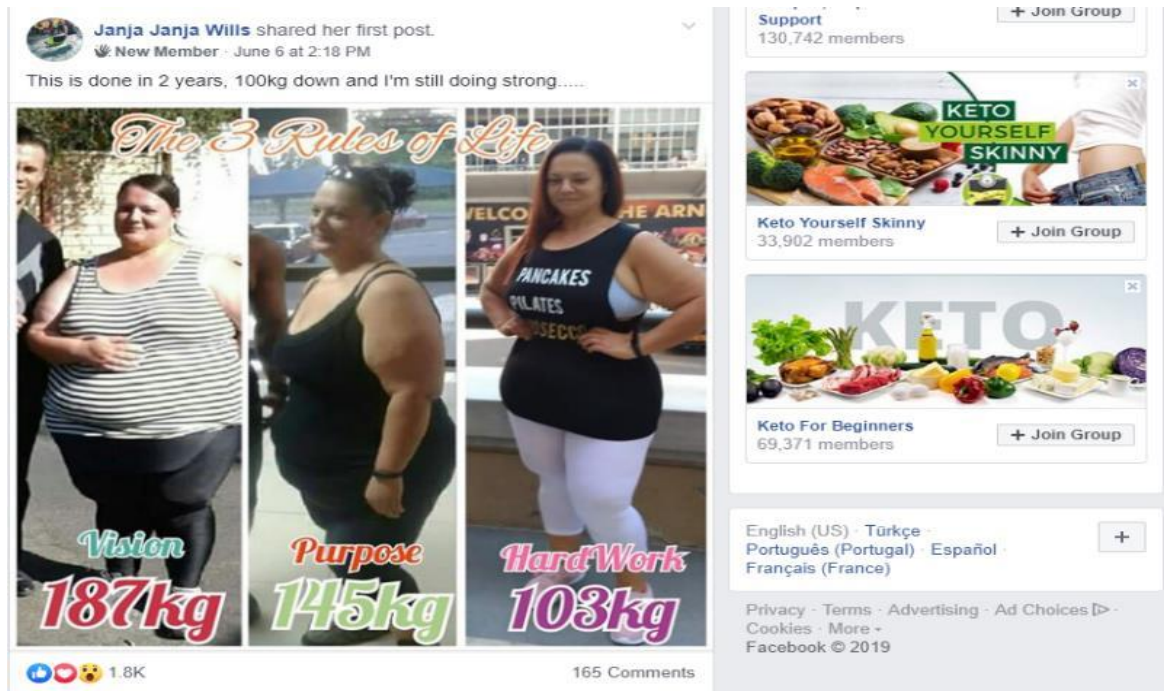 Janja Janja Wills shared her first post.
New Member · June 6 at 2:18 PM
This is done in 2 years, 100kg down and I'm still doing strong.....
The 3 Rules of Life
WELCO HE ARN
PANCAKES
PILATES
Vision
187kg
Purpose
145kg
HardWork
103kg
1.8K
165 Comments
Support
130,742 members
+ Join Group
KETO
YOURSELF
SKINNY
Keto Yourself Skinny
33,902 members
+ Join Group
KETO
Keto For Beginners
69,371 members
+ Join Group
English (US) · Türkçe ·
Português (Portugal) · Español ·
Français (France)
+
Privacy · Terms · Advertising · Ad Choices ·
Cookies · More
Facebook © 2019